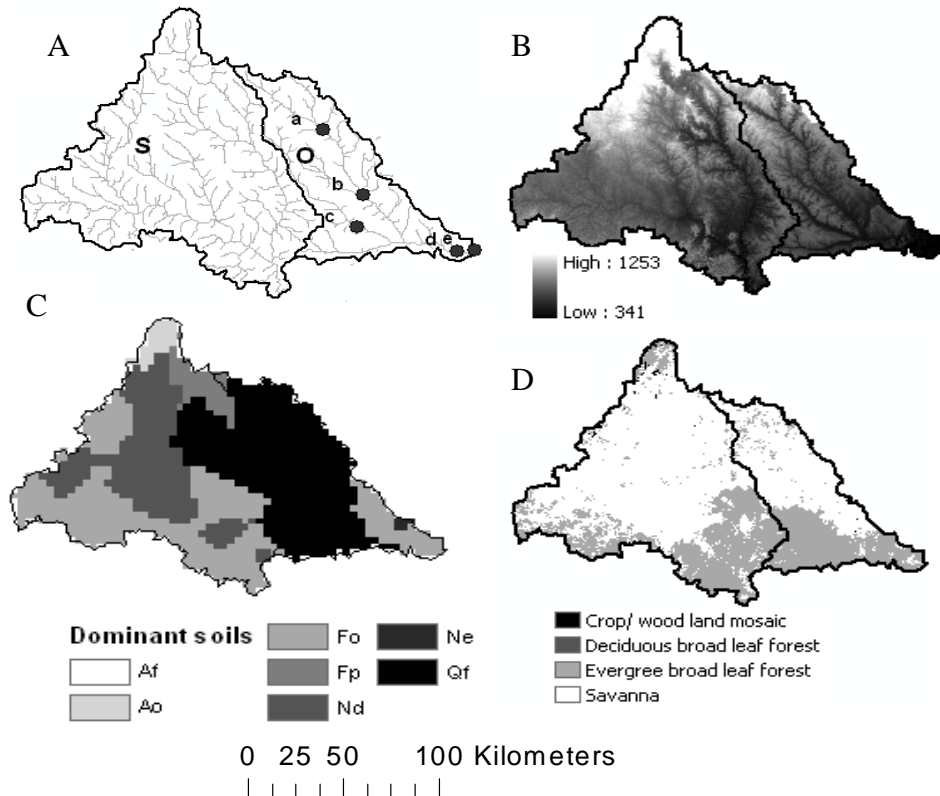 A
S
a
O
b
c
d
e
B
High : 1253
Low : 341
C
Dominant soils
Af
Ao
Fo
Fp
Nd
Ne
Qf
D
Crop/ wood land mosaic
Deciduous broad leaf forest
Evergree broad leaf forest
Savanna
0 25 50 100 Kilometers